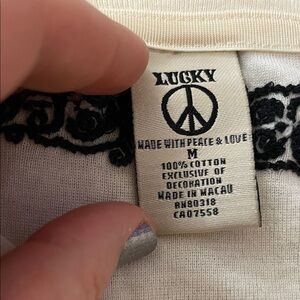 LUCKY
MADE WITH PEACE & LOVE
M
100% COTTON
EXCLUSIVE OF
DECORATION
MADE IN MACAU
RN80318
CA07558